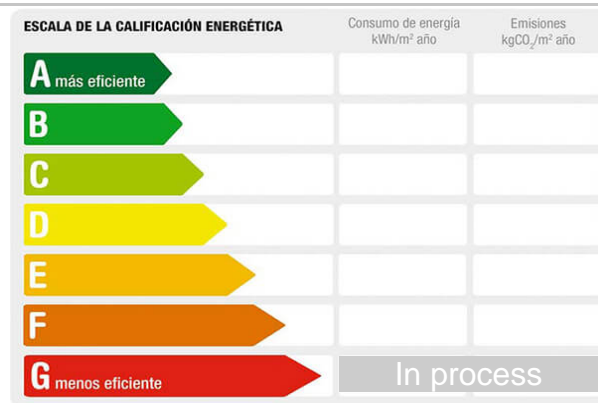 ESCALA DE LA CALIFICACIÓN ENERGÉTICA
Consumo de energía
kWh/m² año
Emisiones
kgCO₂/m² año
A más eficiente
B
C
D
E
F
G menos eficiente
In process